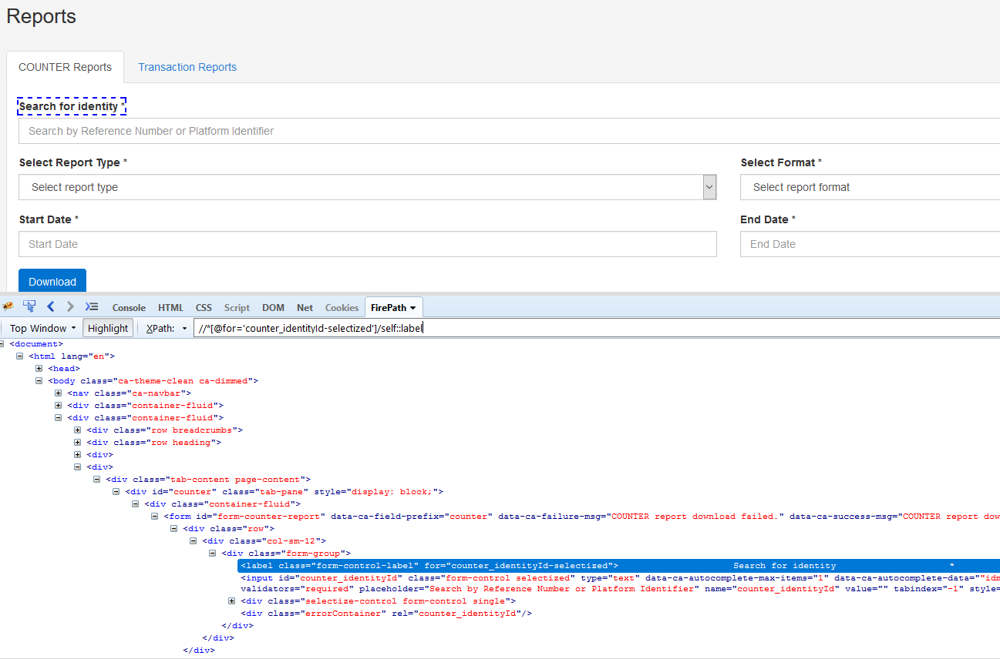 Reports
COUNTER Reports Transaction Reports
Search for identity *
Search by Reference Number or Platform Identifier
Select Report Type * Select Format *
Select report type Select report format
Start Date * End Date *
Start Date End Date
Download
Console HTML CSS Script DOM Net Cookies FirePath
Top Window Highlight XPath: //*[@for='counter_identityId-selectized']/self::label
<document>
<html lang="en">
<head>
<body class="ca-theme-clean ca-dimmed">
<nav class="ca-navbar">
<div class="container-fluid">
<div class="container-fluid">
<div class="row breadcrumbs">
<div class="row heading">
<div>
<div>
<div class="tab-content page-content">
<div id="counter" class="tab-pane" style="display: block;">
<div class="container-fluid">
<form id="form-counter-report" data-ca-field-prefix="counter" data-ca-failure-msg="COUNTER report download failed." data-ca-success-msg="COUNTER report dow
<div class="row">
<div class="col-sm-12">
<div class="form-group">
<label class="form-control-label" for="counter_identityId-selectized"> Search for identity *
<input id="counter_identityId" class="form-control selectized" type="text" data-ca-autocomplete-max-items="1" data-ca-autocomplete-data=""idm
validators="required" placeholder="Search by Reference Number or Platform Identifier" name="counter_identityId" value="" tabindex="-1" style=
<div class="selectize-control form-control single">
<div class="errorContainer" rel="counter_identityId"/>
</div>
</div>
</div>